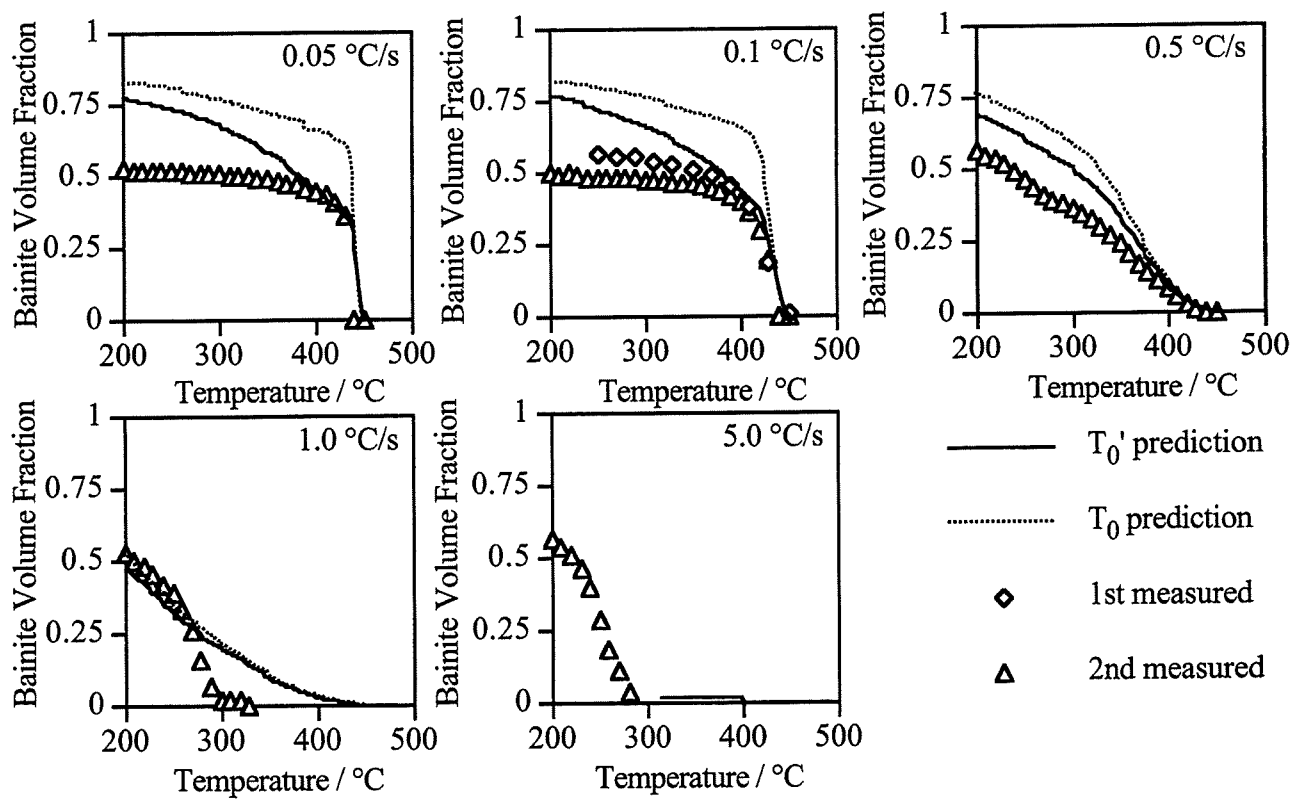 0.05 °C/s
Bainite Volume Fraction
1
0.75
0.5
0.25
0
200 300 400 500
Temperature / °C
0.1 °C/s
Bainite Volume Fraction
1
0.75
0.5
0.25
0
200 300 400 500
Temperature / °C
0.5 °C/s
Bainite Volume Fraction
1
0.75
0.5
0.25
0
200 300 400 500
Temperature / °C
1.0 °C/s
Bainite Volume Fraction
1
0.75
0.5
0.25
0
200 300 400 500
Temperature / °C
5.0 °C/s
Bainite Volume Fraction
1
0.75
0.5
0.25
0
200 300 400 500
Temperature / °C
T0' prediction
T0 prediction
1st measured
2nd measured